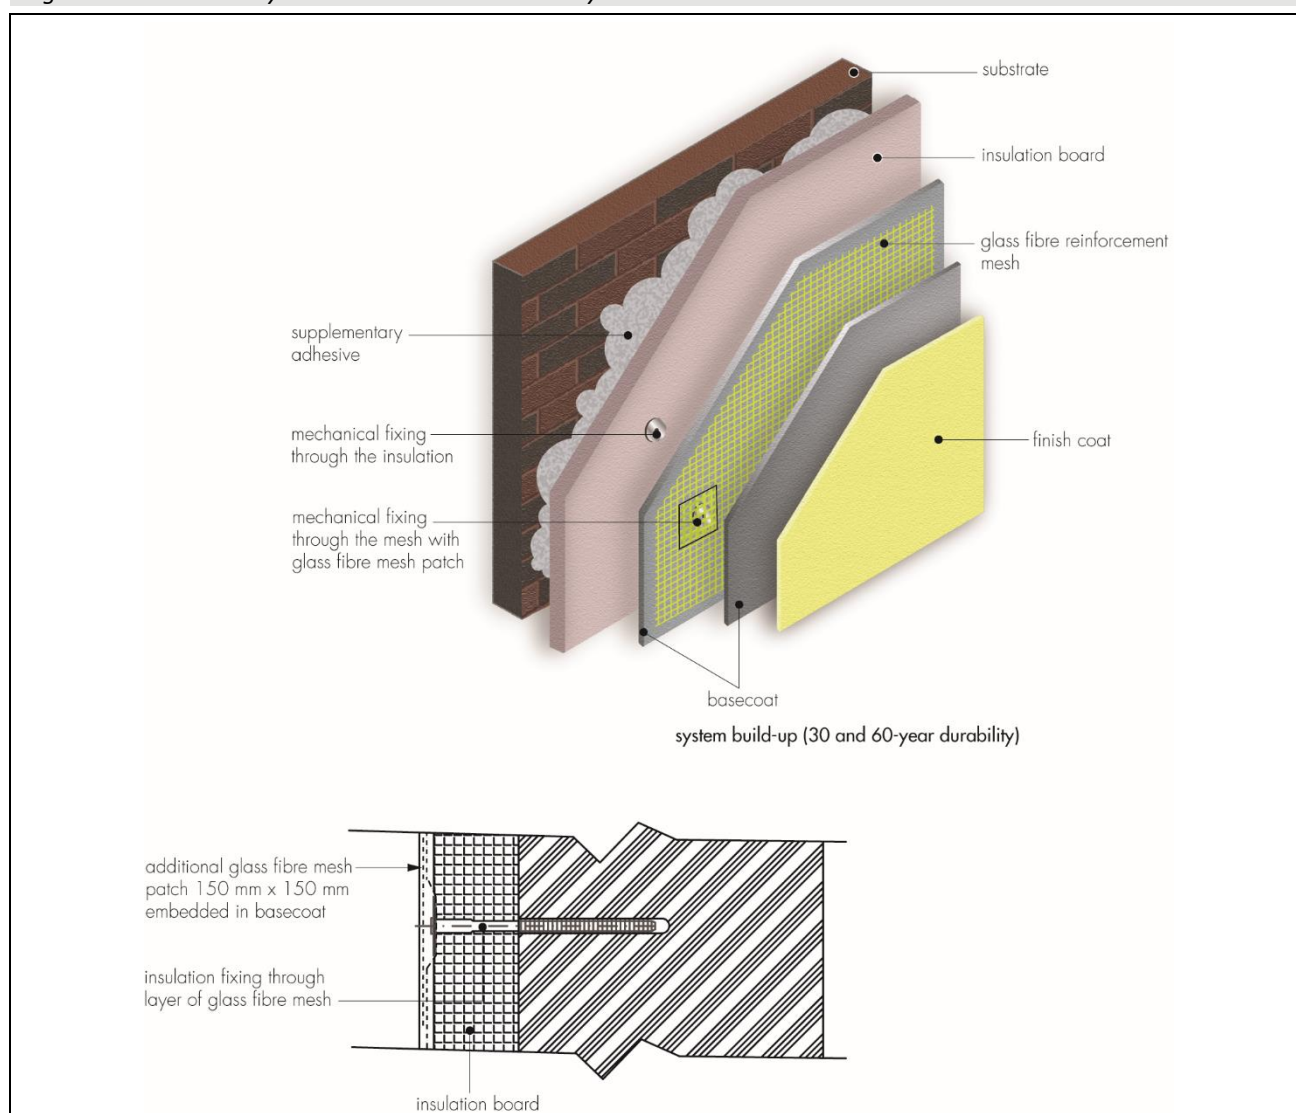 substrate
insulation board
glass fibre reinforcement
mesh
supplementary
adhesive
mechanical fixing
through the insulation
finish coat
mechanical fixing
through the mesh with
glass fibre mesh patch
basecoat
system build-up (30 and 60-year durability)
additional glass fibre mesh
patch 150 mm x 150 mm
embedded in basecoat
insulation fixing through
layer of glass fibre mesh
insulation board